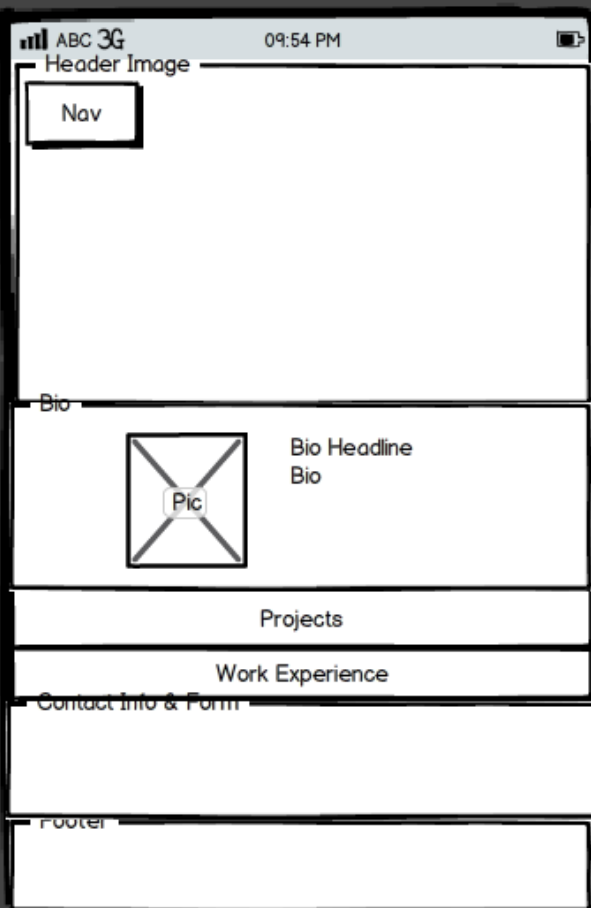 ABC 3G 09:54 PM
Header Image
Nav
Bio
Bio Headline
Bio
Pic
Projects
Work Experience
Contact Info & Form
Footer